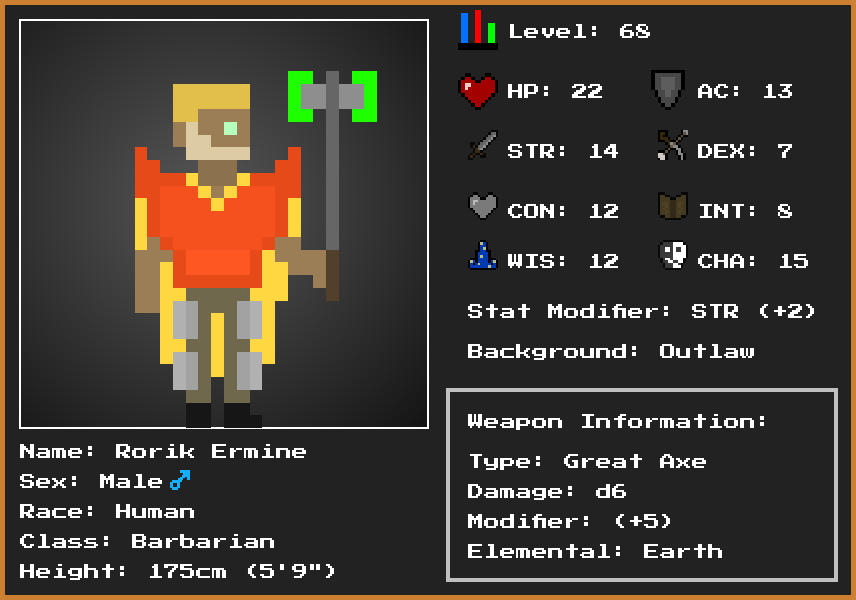 Level: 68
HP: 22
AC: 13
STR: 14
DEX: 7
CON: 12
INT: 8
WIS: 12
CHA: 15
Stat Modifier: STR (+2)
Background: Outlaw
Weapon Information:
Type: Great Axe
Damage: d6
Modifier: (+5)
Elemental: Earth
Name: Rorik Ermine
Sex: Male♂
Race: Human
Class: Barbarian
Height: 175cm (5'9")